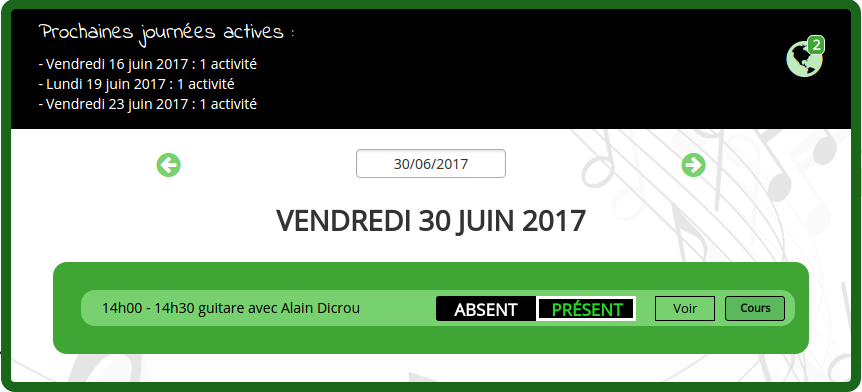 Prochaines journées actives :
- Vendredi 16 juin 2017 : 1 activité
- Lundi 19 juin 2017 : 1 activité
- Vendredi 23 juin 2017 : 1 activité
2
30/06/2017
VENDREDI 30 JUIN 2017
14h00 - 14h30 guitare avec Alain Dicrou ABSENT PRÉSENT Voir Cours